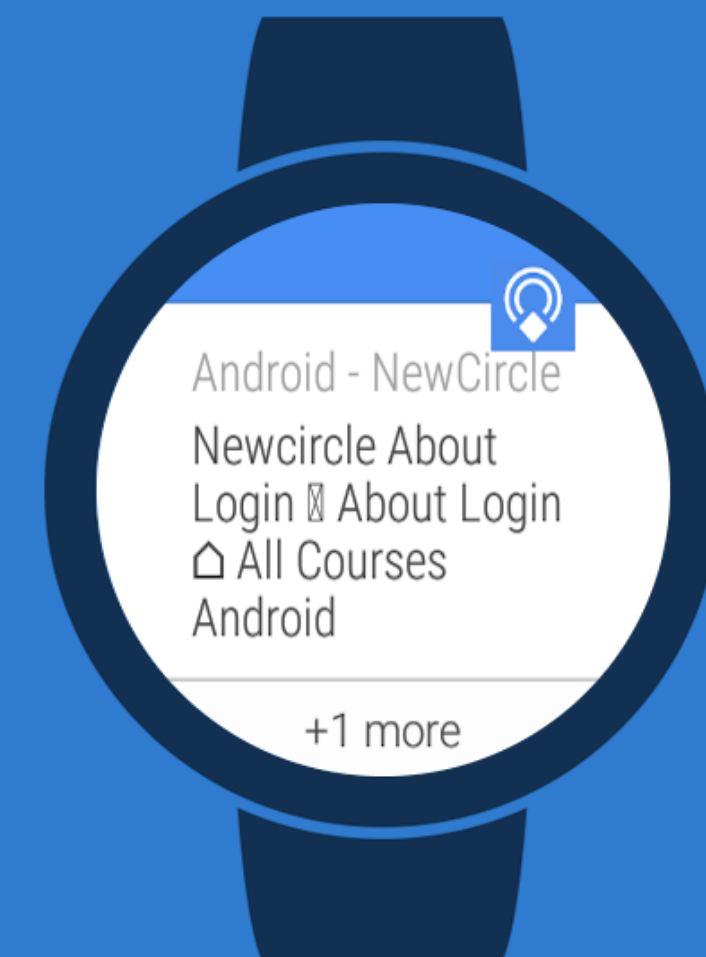 Android - NewCircle
Newcircle About
Login  About Login
⌂ All Courses
Android
+1 more